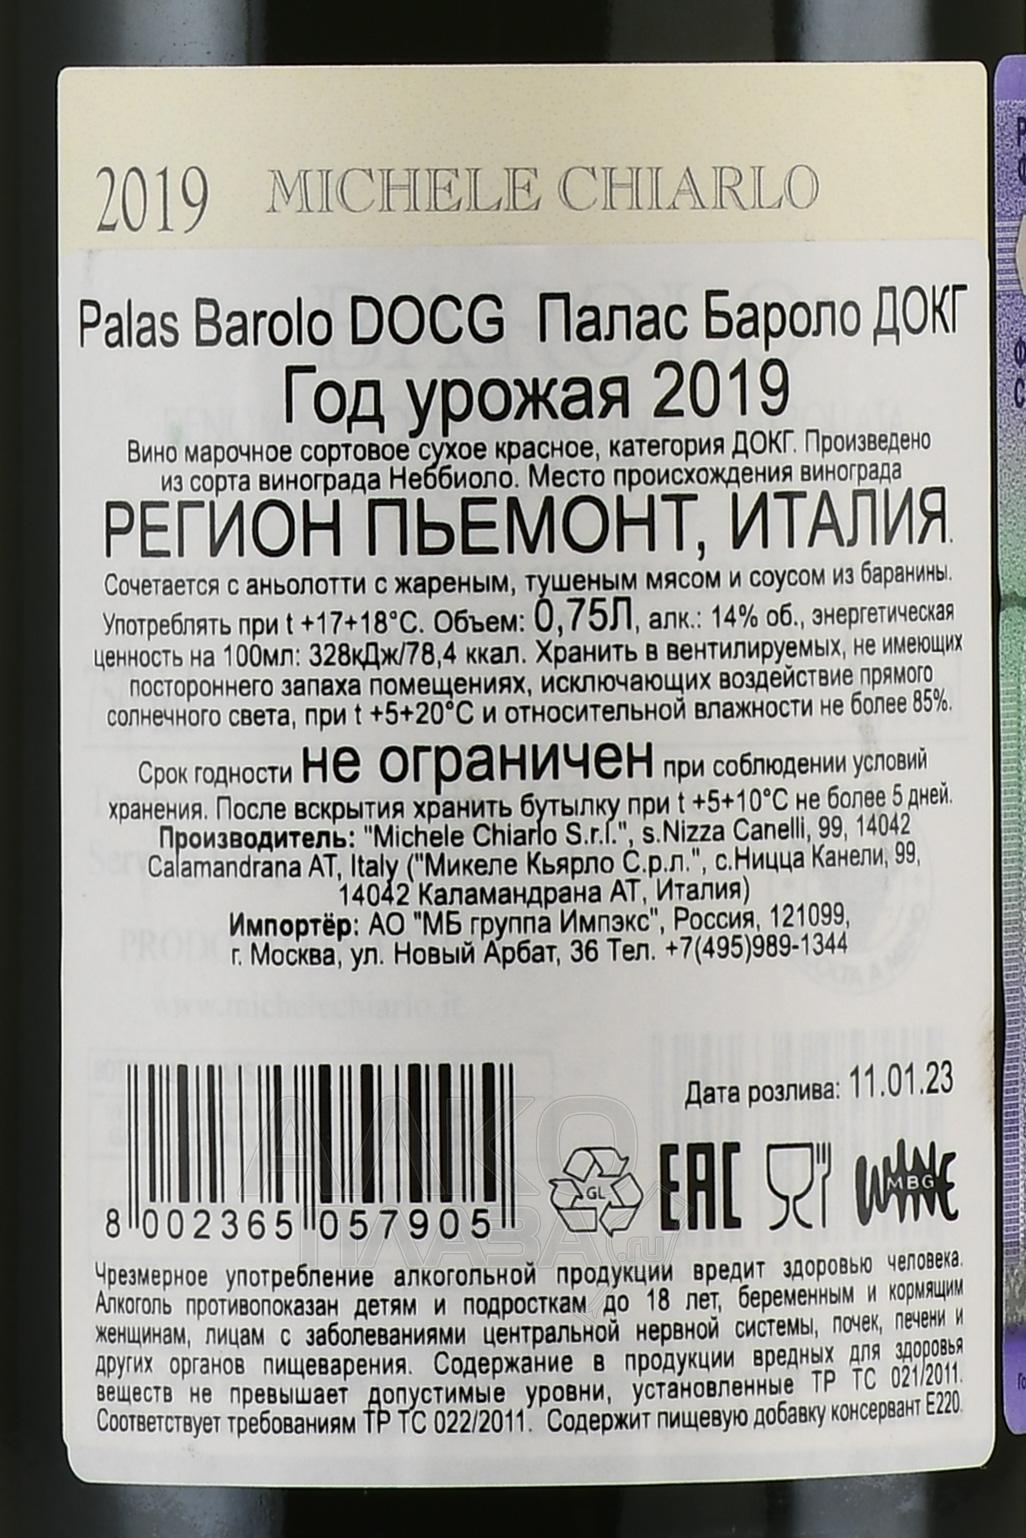 2019 MICHELE CHIARLO
Palas Barolo DOCG Палас Бароло ДОКГ
Год урожая 2019
Вино марочное сортовое сухое красное, категория ДОКГ. Произведено
из сорта винограда Неббиоло. Место происхождения винограда
РЕГИОН ПЬЕМОНТ, ИТАЛИЯ.
Сочетается с аньолотти с жареным, тушеным мясом и соусом из баранины.
Употреблять при t +17+18°С. Объем: 0,75Л, алк.: 14% об., энергетическая
ценность на 100мл: 328кДж/78,4 ккал. Хранить в вентилируемых, не имеющих
постороннего запаха помещениях, исключающих воздействие прямого
солнечного света, при t +5+20°С и относительной влажности не более 85%.
Срок годности не ограничен при соблюдении условий
хранения. После вскрытия хранить бутылку при t +5+10°С не более 5 дней.
Производитель: "Michele Chiarlo S.r.l.", s.Nizza Canelli, 99, 14042
Calamandrana AT, Italy ("Микеле Кьярло С.р.л.", с.Ницца Канели, 99,
14042 Каламандрана АТ, Италия)
Импортёр: АО "МБ группа Импэкс", Россия, 121099,
г. Москва, ул. Новый Арбат, 36 Тел. +7(495)989-1344
www.michelechiarlo.it
Дата розлива: 11.01.23
GL EAC WINE MBG
8 002365 057905
АЛКО
ПЛАЗА.ru
Чрезмерное употребление алкогольной продукции вредит здоровью человека.
Алкоголь противопоказан детям и подросткам до 18 лет, беременным и кормящим
женщинам, лицам с заболеваниями центральной нервной системы, почек, печени и
других органов пищеварения. Содержание в продукции вредных для здоровья
веществ не превышает допустимые уровни, установленные ТР ТС 021/2011.
Соответствует требованиям ТР ТС 022/2011. Содержит пищевую добавку консервант Е220.